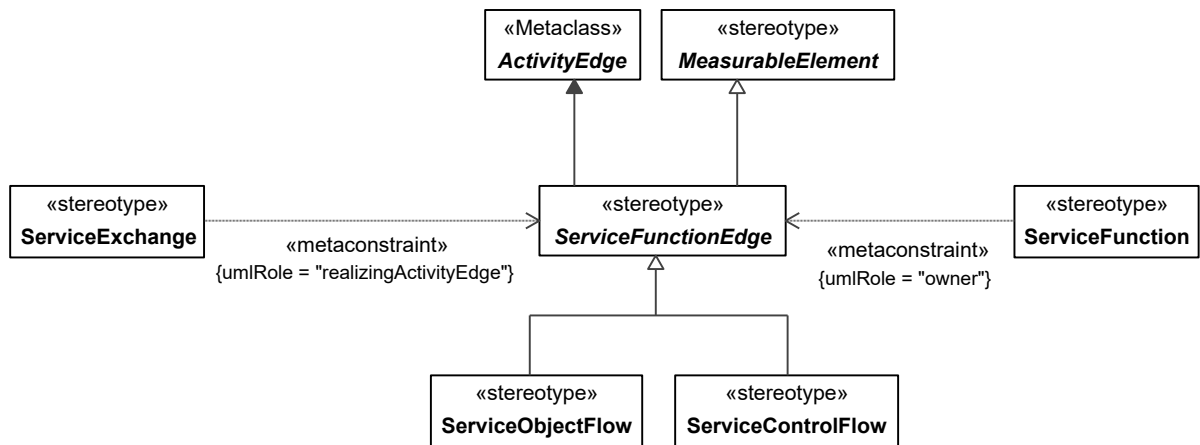 «Metaclass»
ActivityEdge
«stereotype»
MeasurableElement
«stereotype»
ServiceExchange
«metaconstraint»
{umlRole = "realizingActivityEdge"}
«stereotype»
ServiceFunctionEdge
«metaconstraint»
{umlRole = "owner"}
«stereotype»
ServiceFunction
«stereotype»
ServiceObjectFlow
«stereotype»
ServiceControlFlow